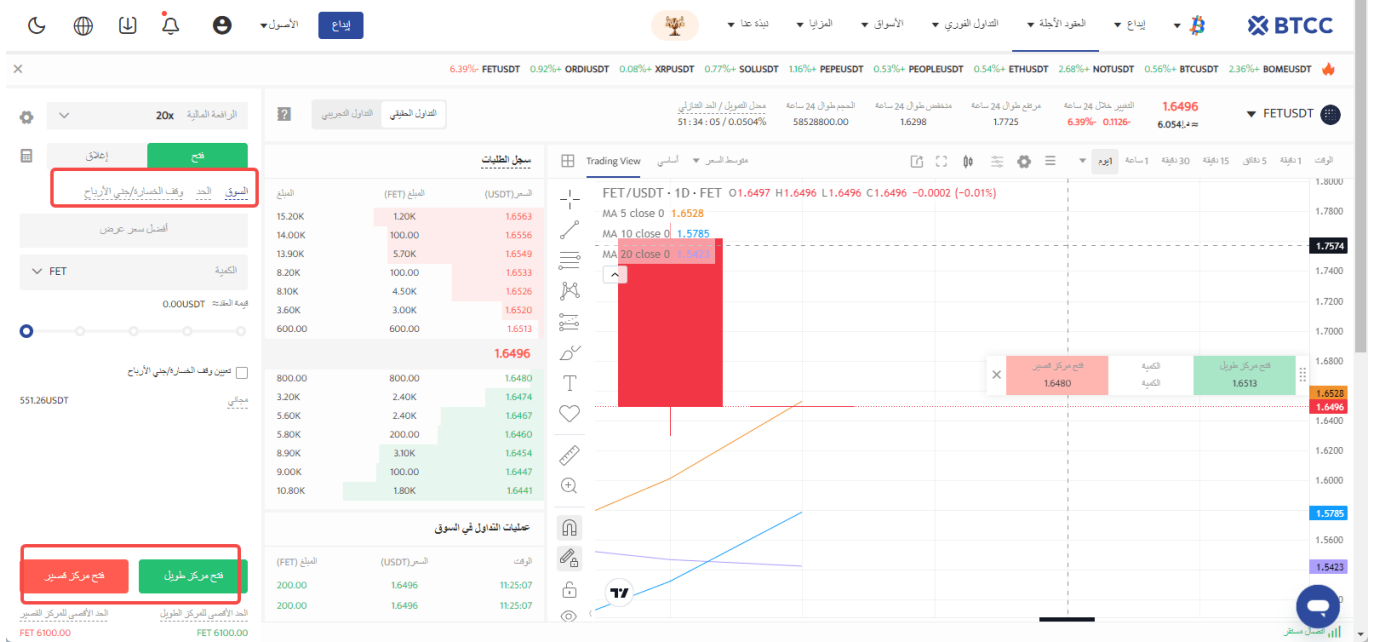 BTCC
إيداع
العقود الآجلة
التداول الفوري
الأسواق
المزايا
نبذة عنا
إيداع
الأصول
BOMEUSDT +2.36%
BTCUSDT +0.56%
NOTUSDT +2.68%
ETHUSDT +0.54%
PEOPLEUSDT +0.53%
PEPEUSDT +1.16%
SOLUSDT +0.77%
XRPUSDT +0.08%
ORDIUSDT +0.92%
FETUSDT -6.39%
FETUSDT
1.6496
≈ د.إ6.054
التغيير خلال 24 ساعة
-0.1126 -6.39%
مرتفع طوال 24 ساعة
1.7725
منخفض طوال 24 ساعة
1.6298
الحجم طوال 24 ساعة
58528800.00
معدل التمويل / العد التنازلي
0.0504% / 05 : 34 : 51
التداول الحقيقي
التداول التجريبي
الرافعة المالية 20x
فتح
إغلاق
السوق
الحد
وقف الخسارة/جني الأرباح
أفضل سعر عرض
الكمية
FET
قيمة العقد≈ 0.00USDT
تعيين وقف الخسارة/جني الأرباح
مجاني
551.26USDT
فتح مركز طويل
فتح مركز قصير
الحد الأقصى للمركز الطويل
الحد الأقصى للمركز القصير
FET 6100.00
FET 6100.00
سجل الطلبات
السعر(USDT) المبلغ (FET) المبلغ
1.6563 1.20K 15.20K
1.6556 100.00 14.00K
1.6549 5.70K 13.90K
1.6533 100.00 8.20K
1.6526 4.50K 8.10K
1.6520 3.00K 3.60K
1.6513 600.00 600.00
1.6496
1.6480 800.00 800.00
1.6474 2.40K 3.20K
1.6467 2.40K 5.60K
1.6460 200.00 5.80K
1.6454 3.10K 8.90K
1.6447 100.00 9.00K
1.6441 1.80K 10.80K
عمليات التداول في السوق
الوقت السعر(USDT) المبلغ (FET)
11:25:07 1.6496 200.00
11:25:07 1.6496 200.00
الوقت 1 دقيقة 5 دقائق 15 دقيقة 30 دقيقة 1 ساعة 1يوم
متوسط السعر
أساسي
Trading View
FET/USDT · 1D · FET O1.6497 H1.6496 L1.6496 C1.6496 −0.0002 (−0.01%)
MA 5 close 0 1.6528
MA 10 close 0 1.5785
MA 20 close 0 1.5423
فتح مركز طويل
1.6513
الكمية
الكمية
فتح مركز قصير
1.6480
1.8000
1.7800
1.7574
1.7400
1.7200
1.7000
1.6800
1.6528
1.6496
1.6400
1.6200
1.6000
1.5785
1.5600
1.5423